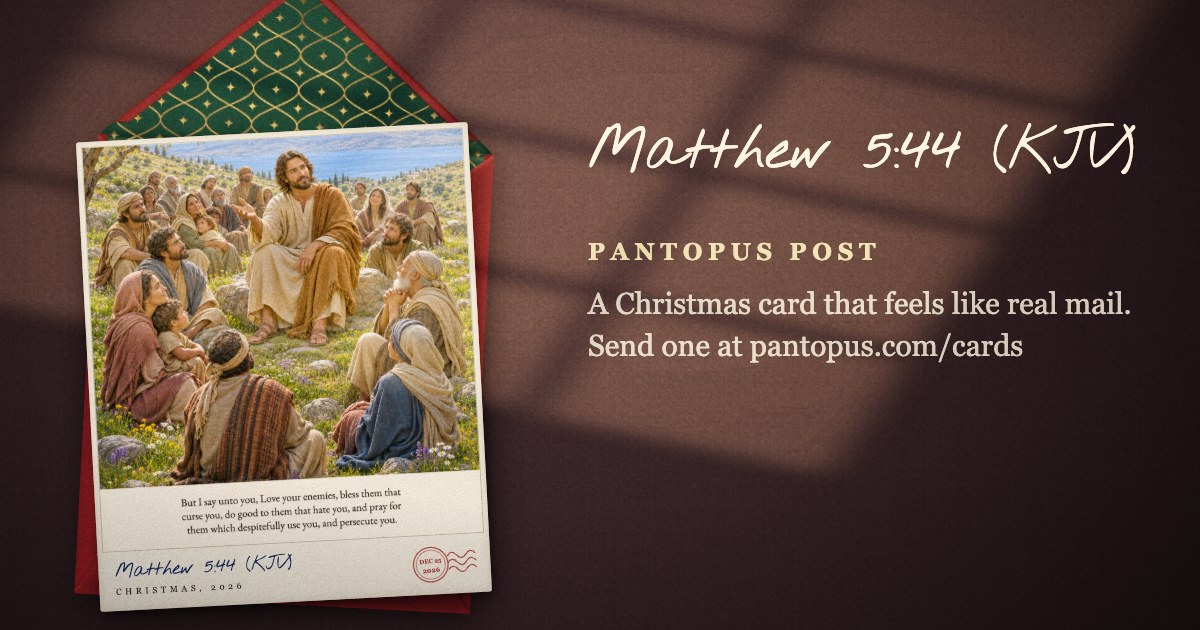 But I say unto you, Love your enemies, bless them that
curse you, do good to them that hate you, and pray for
them which despitefully use you, and persecute you.
Matthew 5:44 (KJV)
CHRISTMAS, 2026
DEC 25
2026
Matthew 5:44 (KJV)
PANTOPUS POST
A Christmas card that feels like real mail.
Send one at pantopus.com/cards